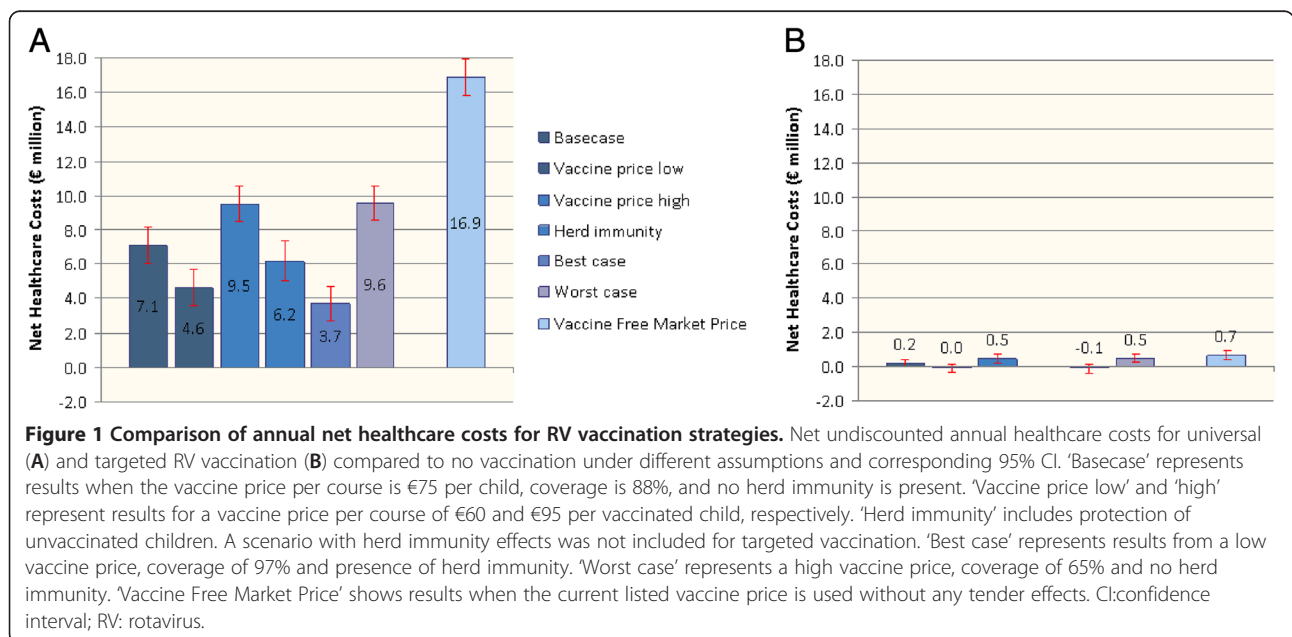 A
18.0
16.0
14.0
12.0
10.0
8.0
6.0
4.0
2.0
0.0
-2.0
Net Healthcare Costs (€ million)
7.1
4.6
9.5
6.2
3.7
9.6
16.9
Basecase
Vaccine price low
Vaccine price high
Herd immunity
Best case
Worst case
Vaccine Free Market Price
B
18.0
16.0
14.0
12.0
10.0
8.0
6.0
4.0
2.0
0.0
-2.0
Net Healthcare Costs (€ million)
0.2
0.0
0.5
-0.1
0.5
0.7
Figure 1 Comparison of annual net healthcare costs for RV vaccination strategies. Net undiscounted annual healthcare costs for universal
(A) and targeted RV vaccination (B) compared to no vaccination under different assumptions and corresponding 95% CI. ‘Basecase’ represents
results when the vaccine price per course is €75 per child, coverage is 88%, and no herd immunity is present. ‘Vaccine price low’ and ‘high’
represent results for a vaccine price per course of €60 and €95 per vaccinated child, respectively. ‘Herd immunity’ includes protection of
unvaccinated children. A scenario with herd immunity effects was not included for targeted vaccination. ‘Best case’ represents results from a low
vaccine price, coverage of 97% and presence of herd immunity. ‘Worst case’ represents a high vaccine price, coverage of 65% and no herd
immunity. ‘Vaccine Free Market Price’ shows results when the current listed vaccine price is used without any tender effects. CI:confidence
interval; RV: rotavirus.